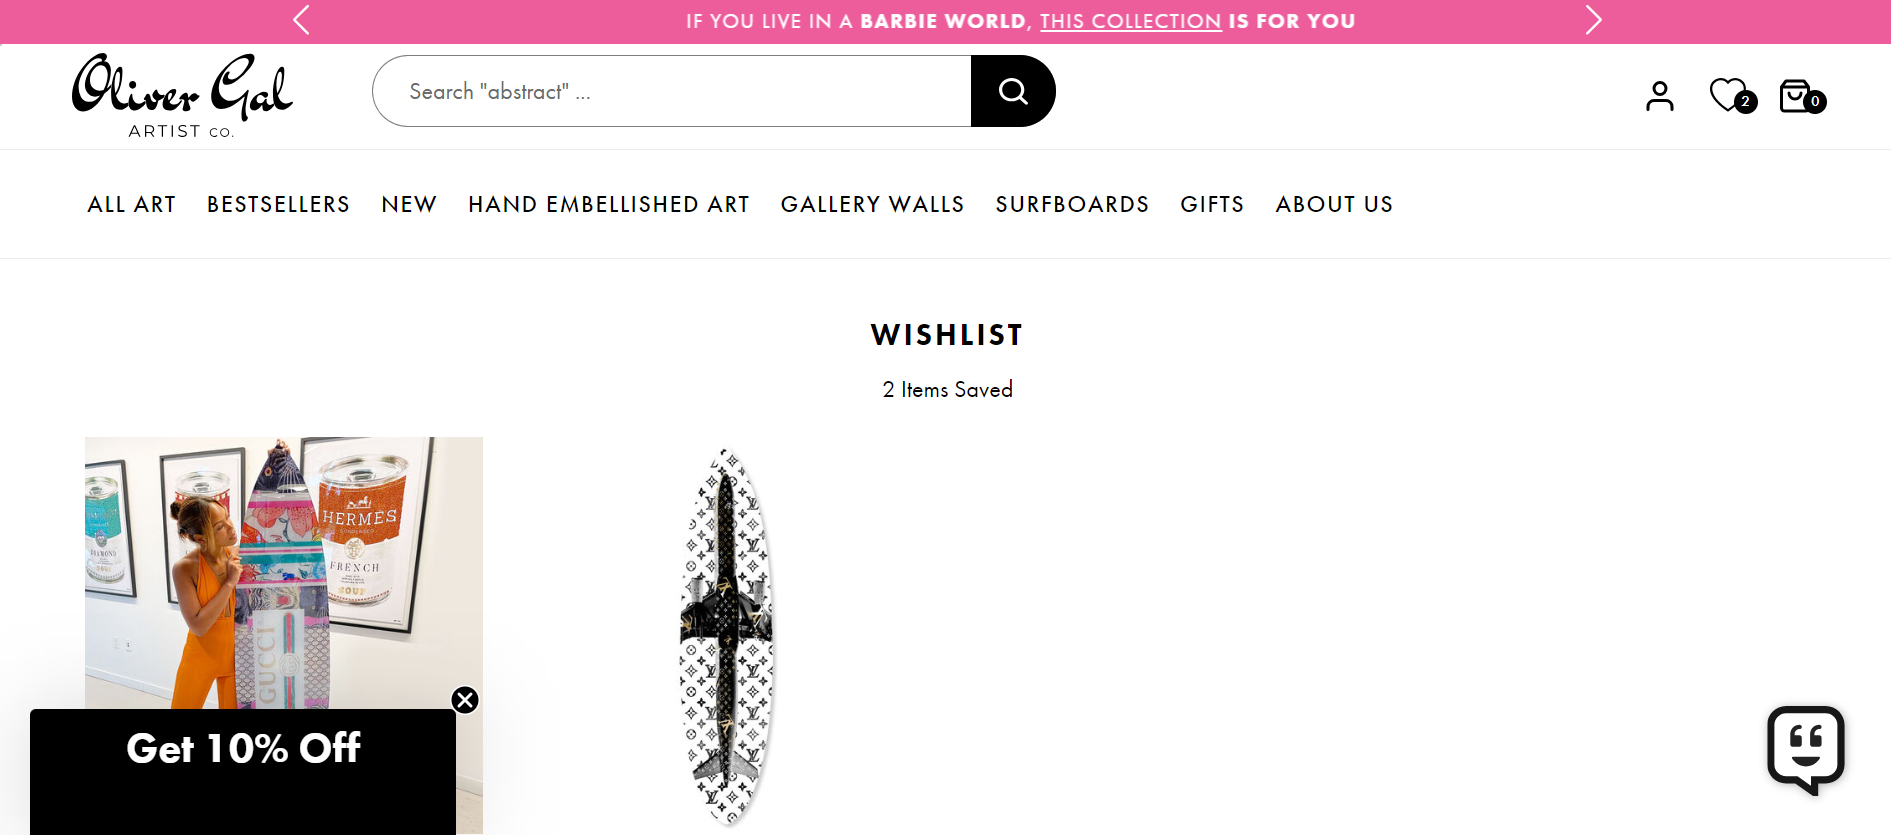 IF YOU LIVE IN A BARBIE WORLD, THIS COLLECTION IS FOR YOU
Oliver Gal
ARTIST CO.
Search "abstract" ...
2
0
ALL ART BESTSELLERS NEW HAND EMBELLISHED ART GALLERY WALLS SURFBOARDS GIFTS ABOUT US
WISHLIST
2 Items Saved
HERMES
CONDENSED
FRENCH
SOUP
DIAMOND
GUCCI
Get 10% Off